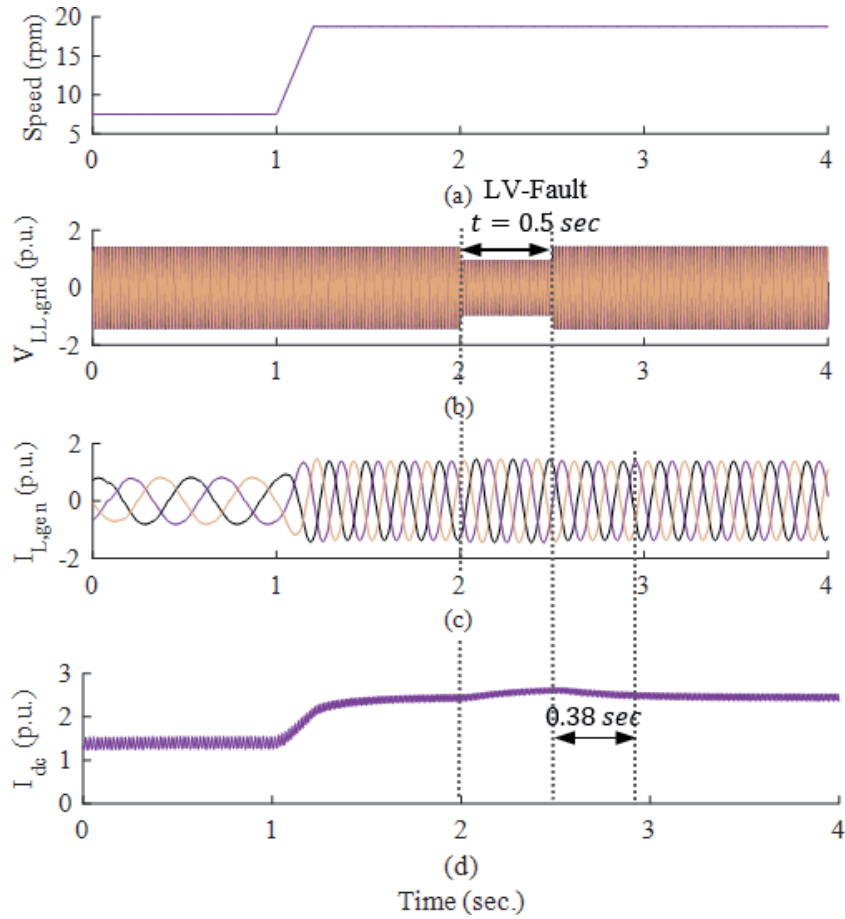 Speed (rpm)
20
15
10
5
0 1 2 3 4
(a)
LV-Fault
t = 0.5 sec
V_LL,grid (p.u.)
2
0
-2
0 1 2 3 4
(b)
I_L,gen (p.u.)
2
0
-2
0 1 2 3 4
(c)
I_dc (p.u.)
3
2
1
0
0.38 sec
0 1 2 3 4
(d)
Time (sec.)